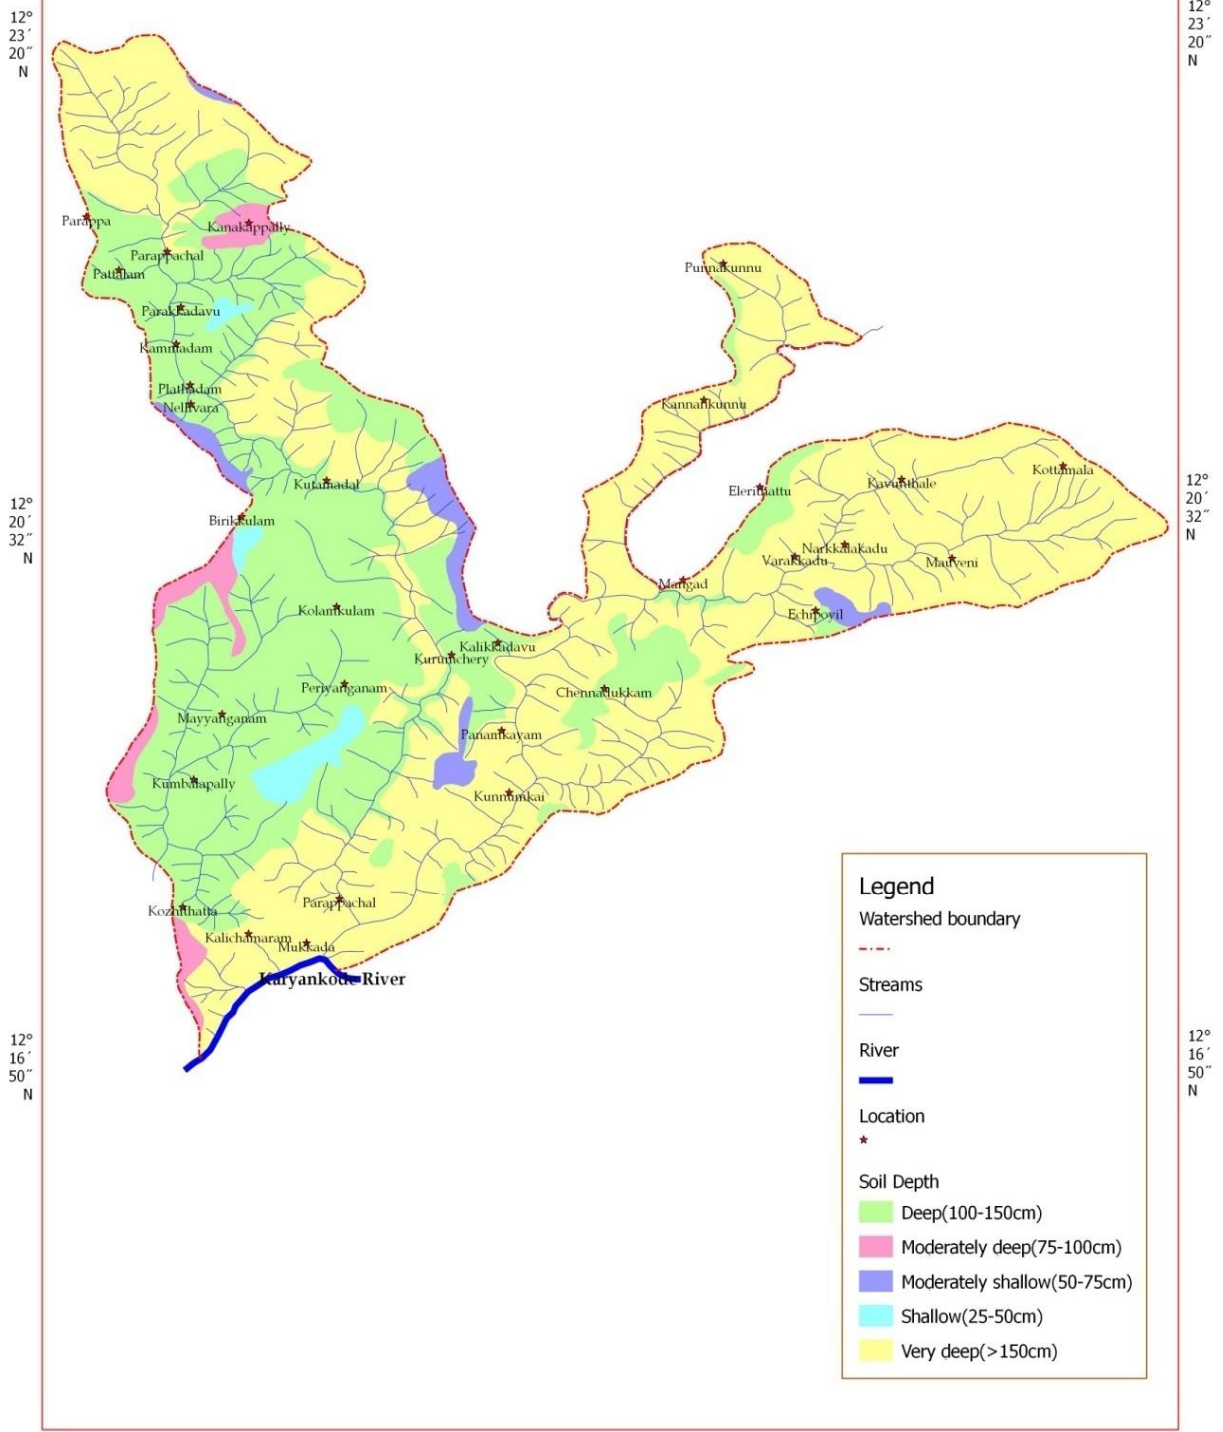 12°
23´
20˝
N
12°
23´
20˝
N
Parappa
Kanakappally
Parappachal
Pattalam
Punnakunnu
Parakkadavu
Kammadam
Plathadam
Nellivara
Kannankunnu
Kottamala
Kutamadal
Kavunthale
Elerithattu
12°
20´
32˝
N
12°
20´
32˝
N
Birikkulam
Narkkalakadu
Varakkadu
Mauveni
Mangad
Kolamkulam
Echipoyil
Kalikkadavu
Kurumchery
Periyanganam
Chennadukkam
Mayyanganam
Panamkayam
Kumbalapally
Kunnumkai
Parappachal
Kozhithatta
Kalichamaram
Mukkada
Karyankode River
12°
16´
50˝
N
12°
16´
50˝
N
Legend
Watershed boundary
Streams
River
Location
Soil Depth
Deep(100-150cm)
Moderately deep(75-100cm)
Moderately shallow(50-75cm)
Shallow(25-50cm)
Very deep(>150cm)